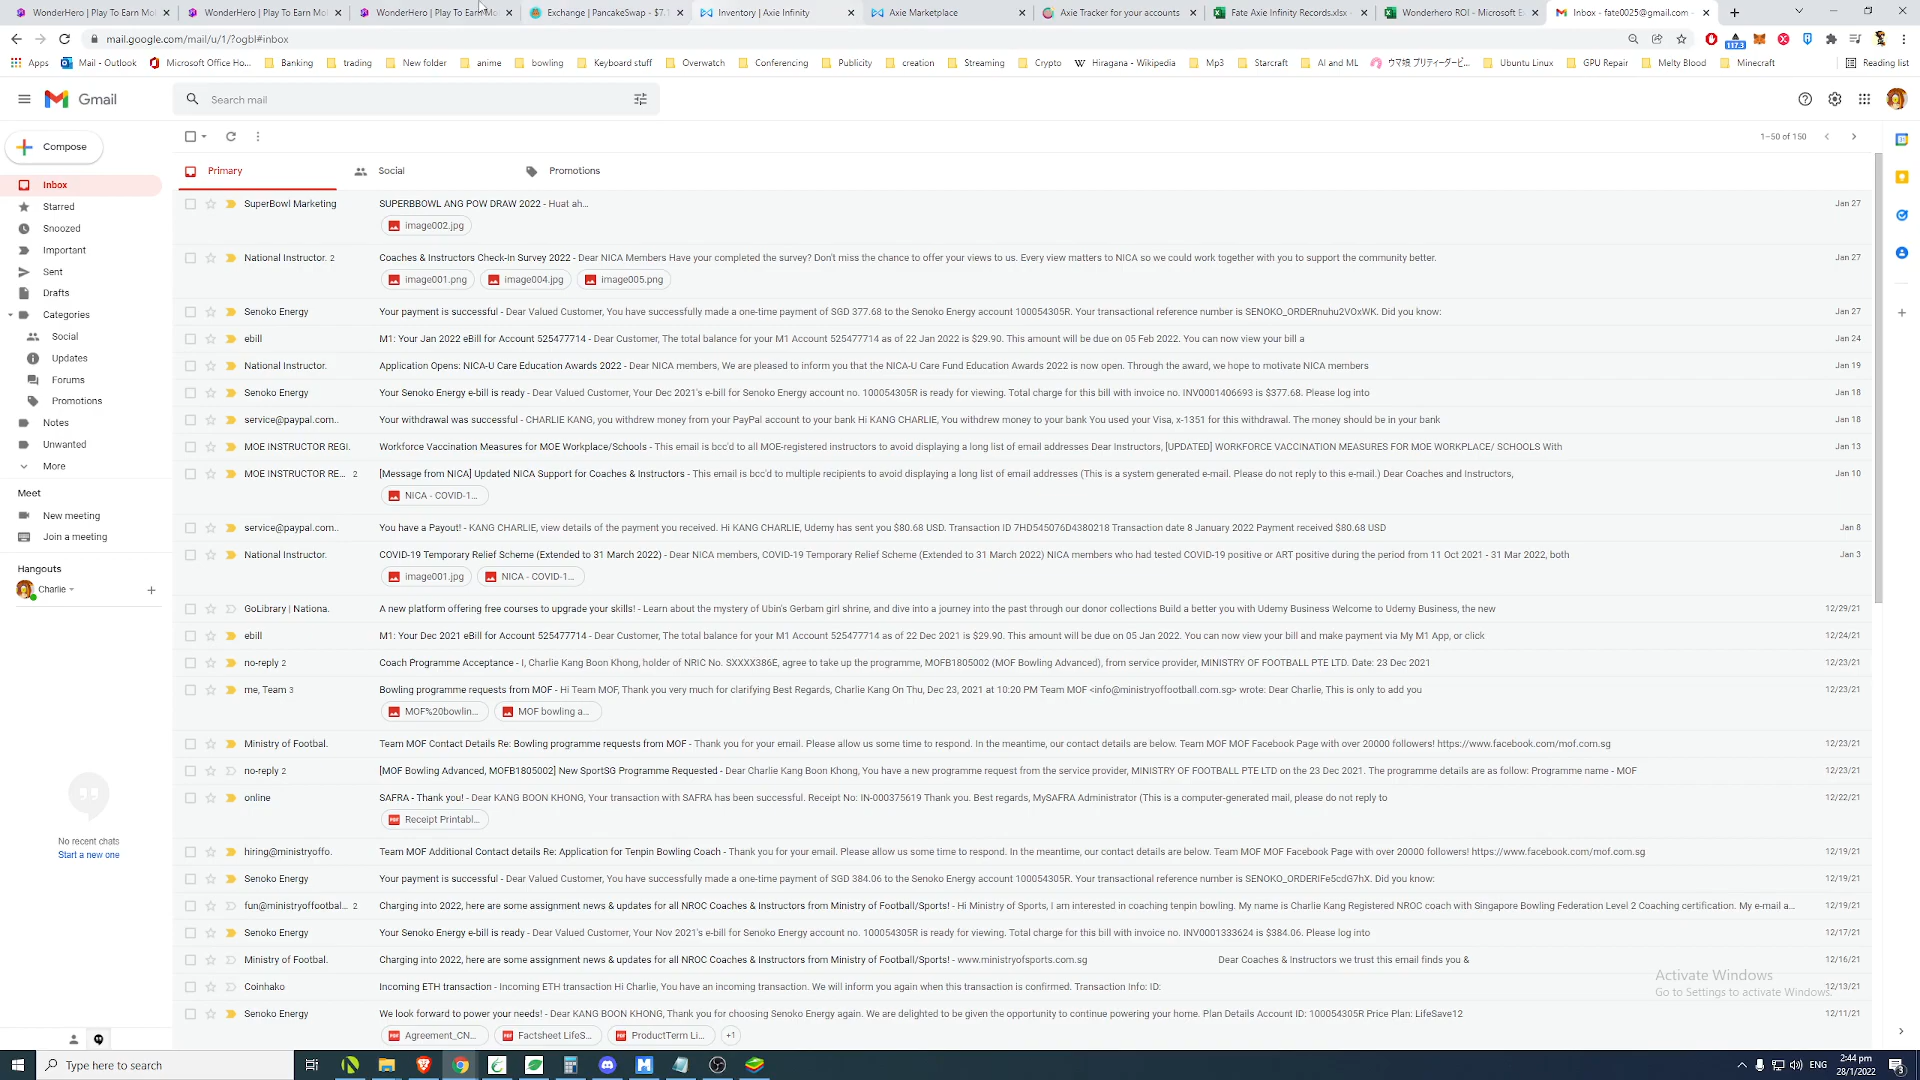 WonderHero | Play To Earn Mo
WonderHero | Play To Earn Mo
WonderHero | Play To Earn Mo
Exchange | PancakeSwap - $7.1
Inventory | Axie Infinity
Axie Marketplace
Axie Tracker for your accounts
Fate Axie Infinity Records.xlsx -
Wonderhero ROI - Microsoft E
Inbox - fate0025@gmail.com -
mail.google.com/mail/u/1/?ogbl#inbox
117.3
Apps
Mail - Outlook
Microsoft Office Ho...
Banking
trading
New folder
anime
bowling
Keyboard stuff
Overwatch
Conferencing
Publicity
creation
Streaming
Crypto
Hiragana - Wikipedia
Mp3
Starcraft
AI and ML
ウマ娘 プリティーダービ...
Ubuntu Linux
GPU Repair
Melty Blood
Minecraft
Reading list
Gmail
Search mail
Compose
1–50 of 150
Primary
Social
Promotions
Inbox
Starred
Snoozed
Important
Sent
Drafts
Categories
Social
Updates
Forums
Promotions
Notes
Unwanted
More
Meet
New meeting
Join a meeting
Hangouts
Charlie
No recent chats
Start a new one
SuperBowl Marketing SUPERBBOWL ANG POW DRAW 2022 - Huat ah... Jan 27
image002.jpg
National Instructor. 2 Coaches & Instructors Check-In Survey 2022 - Dear NICA Members Have your completed the survey? Don't miss the chance to offer your views to us. Every view matters to NICA so we could work together with you to support the community better. Jan 27
image001.png image004.jpg image005.png
Senoko Energy Your payment is successful - Dear Valued Customer, You have successfully made a one-time payment of SGD 377.68 to the Senoko Energy account 100054305R. Your transactional reference number is SENOKO_ORDERnuhu2VOxWK. Did you know: Jan 27
ebill M1: Your Jan 2022 eBill for Account 525477714 - Dear Customer, The total balance for your M1 Account 525477714 as of 22 Jan 2022 is $29.90. This amount will be due on 05 Feb 2022. You can now view your bill a Jan 24
National Instructor. Application Opens: NICA-U Care Education Awards 2022 - Dear NICA members, We are pleased to inform you that the NICA-U Care Fund Education Awards 2022 is now open. Through the award, we hope to motivate NICA members Jan 19
Senoko Energy Your Senoko Energy e-bill is ready - Dear Valued Customer, Your Dec 2021's e-bill for Senoko Energy account no. 100054305R is ready for viewing. Total charge for this bill with invoice no. INV0001406693 is $377.68. Please log into Jan 18
service@paypal.com.. Your withdrawal was successful - CHARLIE KANG, you withdrew money from your PayPal account to your bank Hi KANG CHARLIE, You withdrew money to your bank You used your Visa, x-1351 for this withdrawal. The money should be in your bank Jan 18
MOE INSTRUCTOR REGI. Workforce Vaccination Measures for MOE Workplace/Schools - This email is bcc'd to all MOE-registered instructors to avoid displaying a long list of email addresses Dear Instructors, [UPDATED] WORKFORCE VACCINATION MEASURES FOR MOE WORKPLACE/ SCHOOLS With Jan 13
MOE INSTRUCTOR RE... 2 [Message from NICA] Updated NICA Support for Coaches & Instructors - This email is bcc'd to multiple recipients to avoid displaying a long list of email addresses (This is a system generated e-mail. Please do not reply to this e-mail.) Dear Coaches and Instructors, Jan 10
NICA - COVID-1...
service@paypal.com.. You have a Payout! - KANG CHARLIE, view details of the payment you received. Hi KANG CHARLIE, Udemy has sent you $80.68 USD. Transaction ID 7HD545076D4380218 Transaction date 8 January 2022 Payment received $80.68 USD Jan 8
National Instructor. COVID-19 Temporary Relief Scheme (Extended to 31 March 2022) - Dear NICA members, COVID-19 Temporary Relief Scheme (Extended to 31 March 2022) NICA members who had tested COVID-19 positive or ART positive during the period from 11 Oct 2021 - 31 Mar 2022, both Jan 3
image001.jpg NICA - COVID-1...
GoLibrary | Nationa. A new platform offering free courses to upgrade your skills! - Learn about the mystery of Ubin's Gerbam girl shrine, and dive into a journey into the past through our donor collections Build a better you with Udemy Business Welcome to Udemy Business, the new 12/29/21
ebill M1: Your Dec 2021 eBill for Account 525477714 - Dear Customer, The total balance for your M1 Account 525477714 as of 22 Dec 2021 is $29.90. This amount will be due on 05 Jan 2022. You can now view your bill and make payment via My M1 App, or click 12/24/21
no-reply 2 Coach Programme Acceptance - I, Charlie Kang Boon Khong, holder of NRIC No. SXXXX386E, agree to take up the programme, MOFB1805002 (MOF Bowling Advanced), from service provider, MINISTRY OF FOOTBALL PTE LTD. Date: 23 Dec 2021 12/23/21
me, Team 3 Bowling programme requests from MOF - Hi Team MOF, Thank you very much for clarifying Best Regards, Charlie Kang On Thu, Dec 23, 2021 at 10:20 PM Team MOF <info@ministryoffootball.com.sg> wrote: Dear Charlie, This is only to add you 12/23/21
MOF%20bowlin... MOF bowling a...
Ministry of Footbal. Team MOF Contact Details Re: Bowling programme requests from MOF - Thank you for your email. Please allow us some time to respond. In the meantime, our contact details are below. Team MOF MOF Facebook Page with over 20000 followers! https://www.facebook.com/mof.com.sg 12/23/21
no-reply 2 [MOF Bowling Advanced, MOFB1805002] New SportSG Programme Requested - Dear Charlie Kang Boon Khong, You have a new programme request from the service provider, MINISTRY OF FOOTBALL PTE LTD on the 23 Dec 2021. The programme details are as follow: Programme name - MOF 12/23/21
online SAFRA - Thank you! - Dear KANG BOON KHONG, Your transaction with SAFRA has been successful. Receipt No: IN-000375619 Thank you. Best regards, MySAFRA Administrator (This is a computer-generated mail, please do not reply to 12/22/21
Receipt Printabl...
hiring@ministryoffo. Team MOF Additional Contact details Re: Application for Tenpin Bowling Coach - Thank you for your email. Please allow us some time to respond. In the meantime, our contact details are below. Team MOF MOF Facebook Page with over 20000 followers! https://www.facebook.com/mof.com.sg 12/19/21
Senoko Energy Your payment is successful - Dear Valued Customer, You have successfully made a one-time payment of SGD 384.06 to the Senoko Energy account 100054305R. Your transactional reference number is SENOKO_ORDERIFe5cdG7hX. Did you know: 12/19/21
fun@ministryoffootbal... 2 Charging into 2022, here are some assignment news & updates for all NROC Coaches & Instructors from Ministry of Football/Sports! - Hi Ministry of Sports, I am interested in coaching tenpin bowling. My name is Charlie Kang Registered NROC coach with Singapore Bowling Federation Level 2 Coaching certification. My e-mail a... 12/19/21
Senoko Energy Your Senoko Energy e-bill is ready - Dear Valued Customer, Your Nov 2021's e-bill for Senoko Energy account no. 100054305R is ready for viewing. Total charge for this bill with invoice no. INV0001333624 is $384.06. Please log into 12/17/21
Ministry of Footbal. Charging into 2022, here are some assignment news & updates for all NROC Coaches & Instructors from Ministry of Football/Sports! - www.ministryofsports.com.sg Dear Coaches & Instructors we trust this email finds you & 12/16/21
Coinhako Incoming ETH transaction - Incoming ETH transaction Hi Charlie, You have an incoming transaction. We will inform you again when this transaction is confirmed. Transaction Info: ID: 12/13/21
Senoko Energy We look forward to power your needs! - Dear KANG BOON KHONG, Thank you for choosing Senoko Energy again. We are delighted to be given the opportunity to continue powering your home. Plan Details Account ID: 100054305R Price Plan: LifeSave12 12/11/21
Agreement_CN... Factsheet LifeS... ProductTerm Li... +1
Activate Windows
Go to Settings to activate Windows.
Type here to search
ENG
2:44 pm
28/1/2022
3